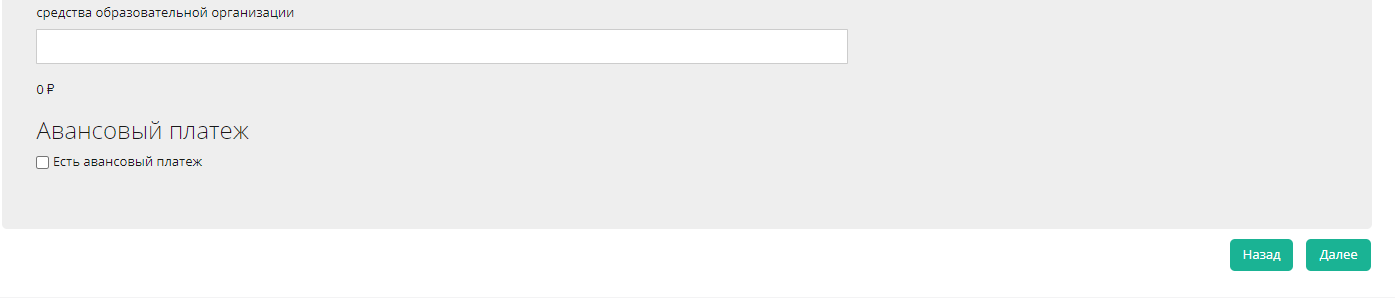 средства образовательной организации
0 ₽
Авансовый платеж
Есть авансовый платеж
Назад Далее